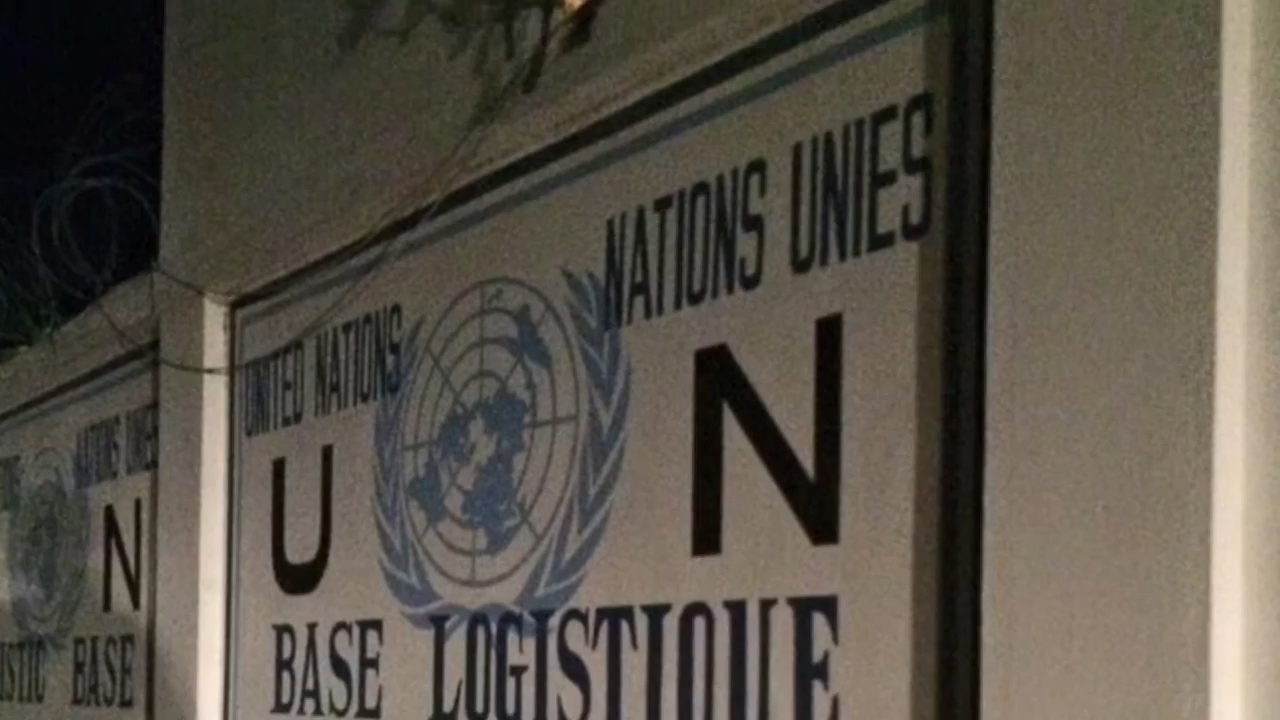 UNITED NATIONS NATIONS UNIES
U N
BASE LOGISTIQUE
NATIONS UNIES
N
BASE